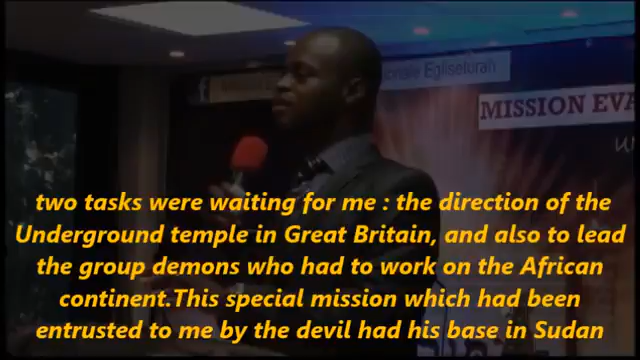 MISSION EVA
two tasks were waiting for me : the direction of the
Underground temple in Great Britain, and also to lead
the group demons who had to work on the African
continent.This special mission which had been
entrusted to me by the devil had his base in Sudan